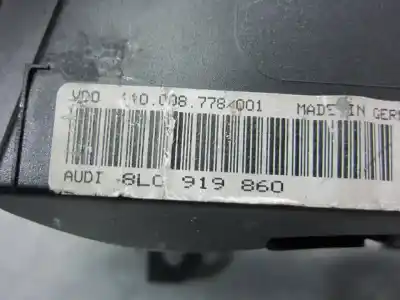 VDO 110.008.778/001 MADE IN GER
AUDI 8L0 919 860